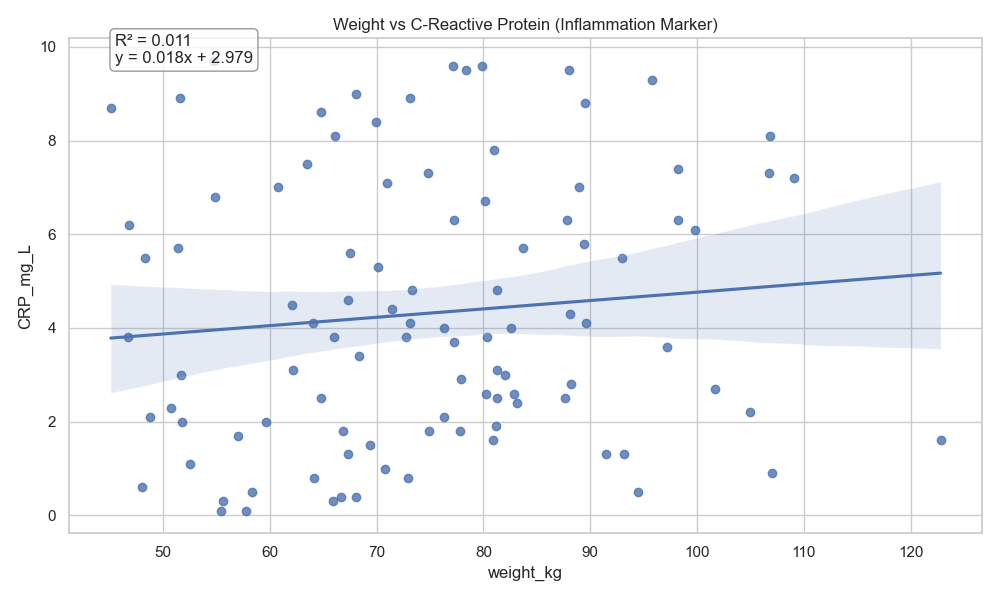 Weight vs C-Reactive Protein (Inflammation Marker)
R² = 0.011
y = 0.018x + 2.979
10
8
6
4
2
0
CRP_mg_L
50 60 70 80 90 100 110 120
weight_kg